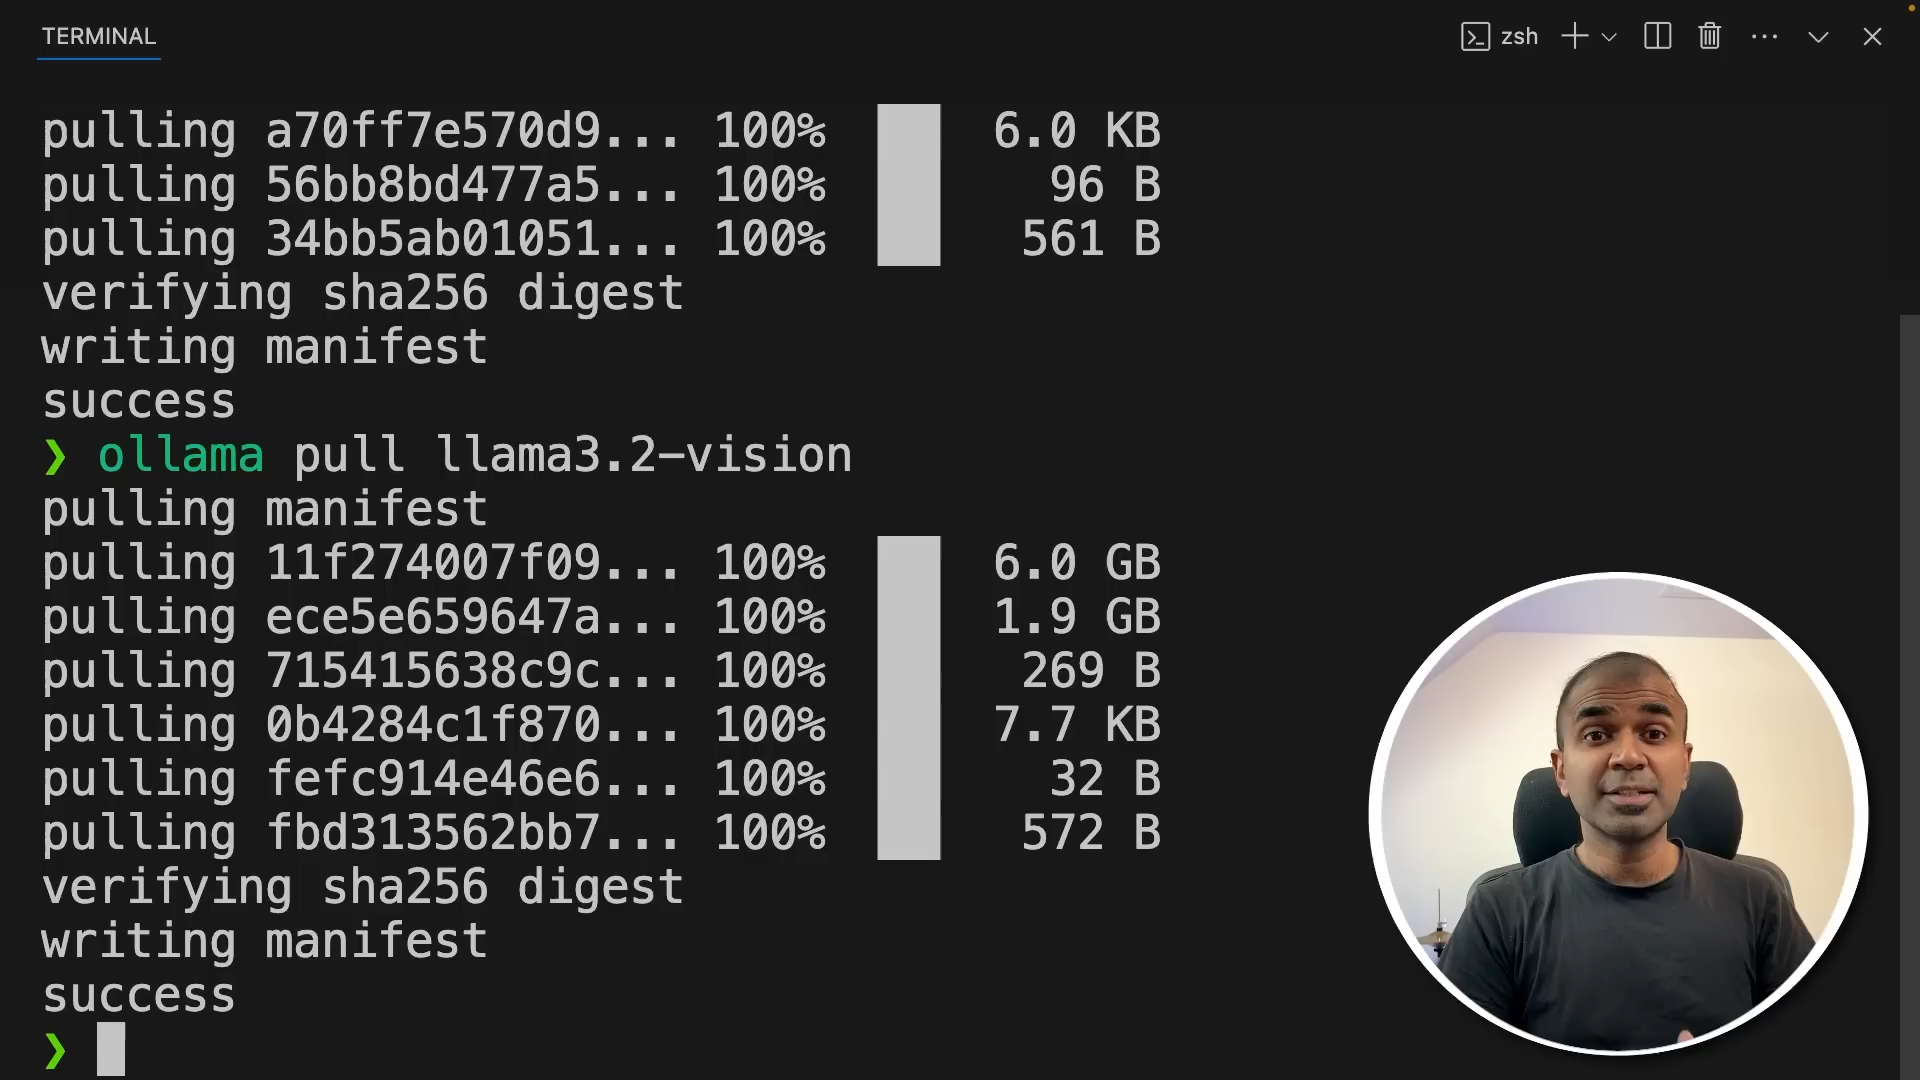 TERMINAL
zsh
pulling a70ff7e570d9... 100% 6.0 KB
pulling 56bb8bd477a5... 100% 96 B
pulling 34bb5ab01051... 100% 561 B
verifying sha256 digest
writing manifest
success
❯ ollama pull llama3.2-vision
pulling manifest
pulling 11f274007f09... 100% 6.0 GB
pulling ece5e659647a... 100% 1.9 GB
pulling 715415638c9c... 100% 269 B
pulling 0b4284c1f870... 100% 7.7 KB
pulling fefc914e46e6... 100% 32 B
pulling fbd313562bb7... 100% 572 B
verifying sha256 digest
writing manifest
success
❯